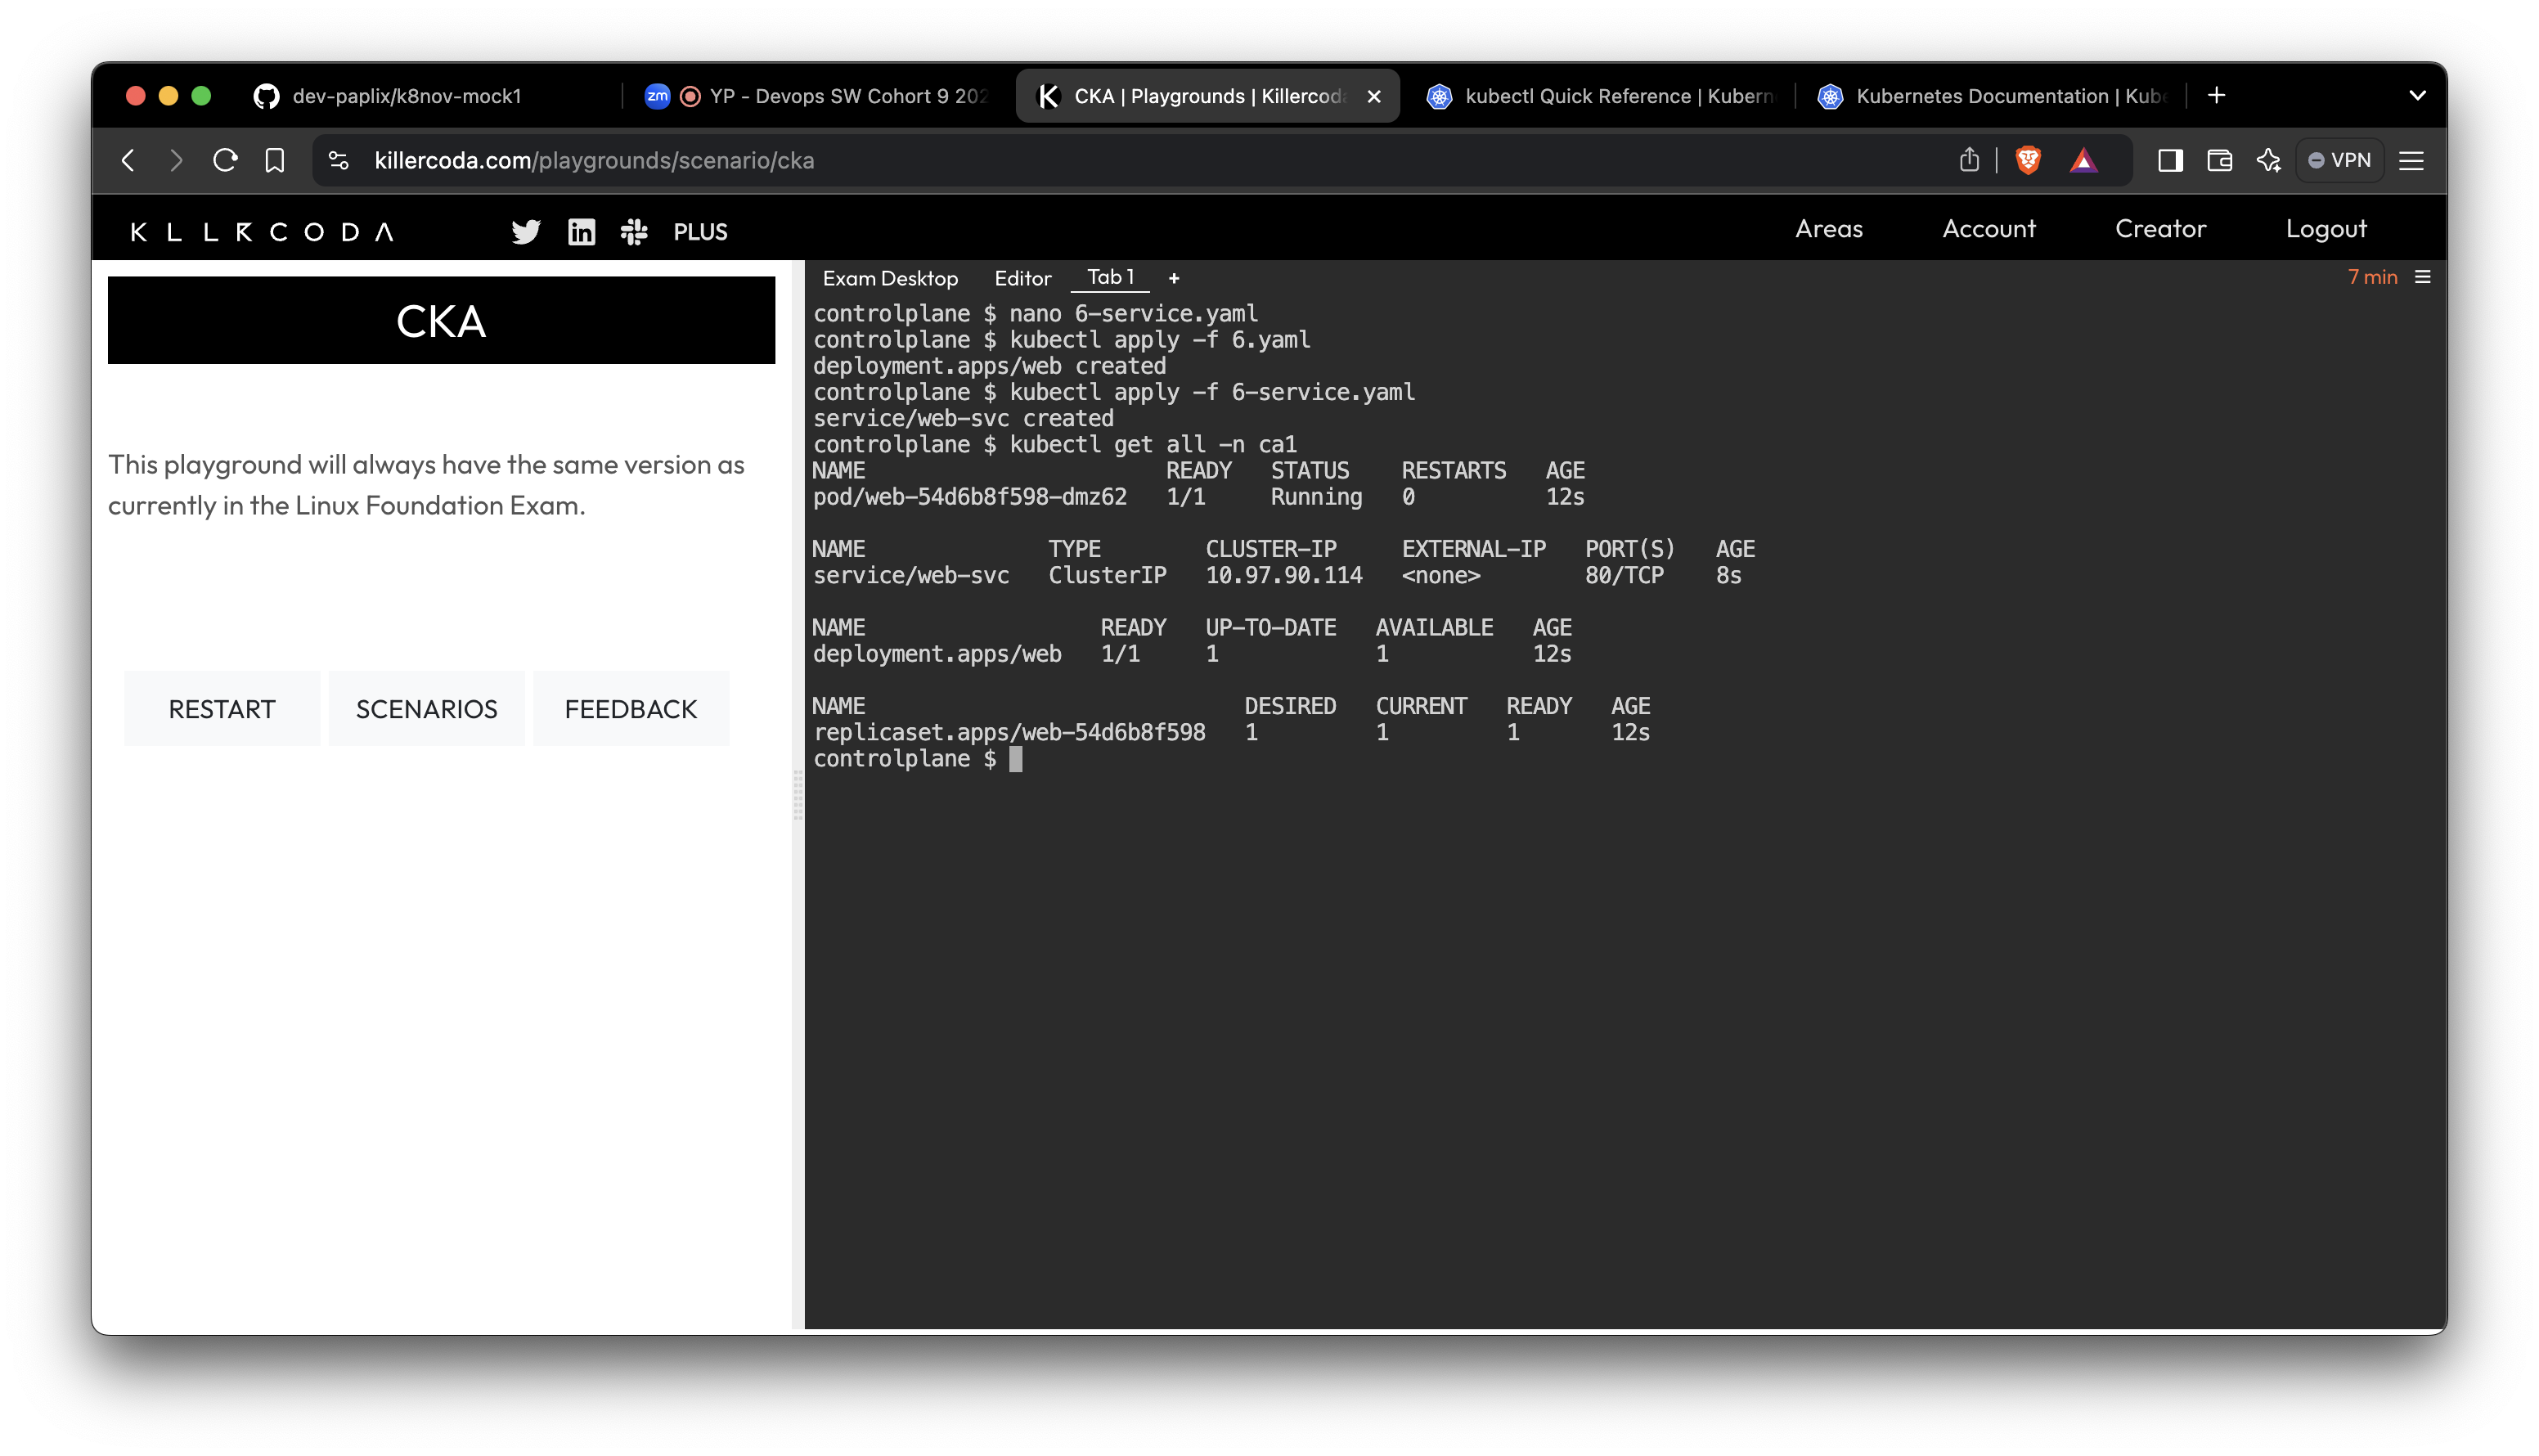 dev-paplix/k8nov-mock1
zm YP - Devops SW Cohort 9 202
CKA | Playgrounds | Killercoda
kubectl Quick Reference | Kubern
Kubernetes Documentation | Kube
killercoda.com/playgrounds/scenario/cka
VPN
KLLRCODA
in
PLUS
Areas
Account
Creator
Logout
CKA
This playground will always have the same version as
currently in the Linux Foundation Exam.
RESTART
SCENARIOS
FEEDBACK
Exam Desktop Editor Tab 1 +
7 min
controlplane $ nano 6-service.yaml
controlplane $ kubectl apply -f 6.yaml
deployment.apps/web created
controlplane $ kubectl apply -f 6-service.yaml
service/web-svc created
controlplane $ kubectl get all -n ca1
NAME READY STATUS RESTARTS AGE
pod/web-54d6b8f598-dmz62 1/1 Running 0 12s
NAME TYPE CLUSTER-IP EXTERNAL-IP PORT(S) AGE
service/web-svc ClusterIP 10.97.90.114 <none> 80/TCP 8s
NAME READY UP-TO-DATE AVAILABLE AGE
deployment.apps/web 1/1 1 1 12s
NAME DESIRED CURRENT READY AGE
replicaset.apps/web-54d6b8f598 1 1 1 12s
controlplane $